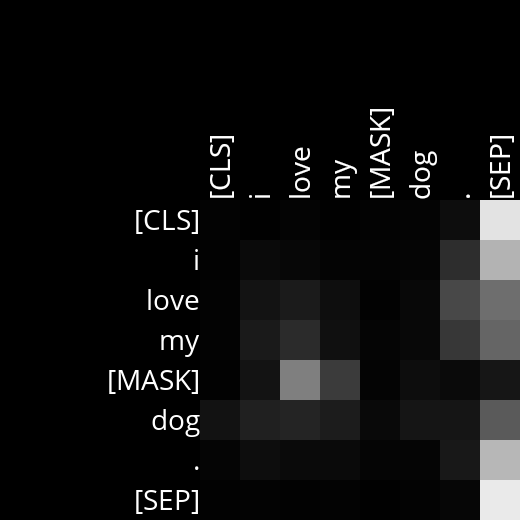 [CLS] i love my [MASK] dog . [SEP]
[CLS]
i
love
my
[MASK]
dog
.
[SEP]